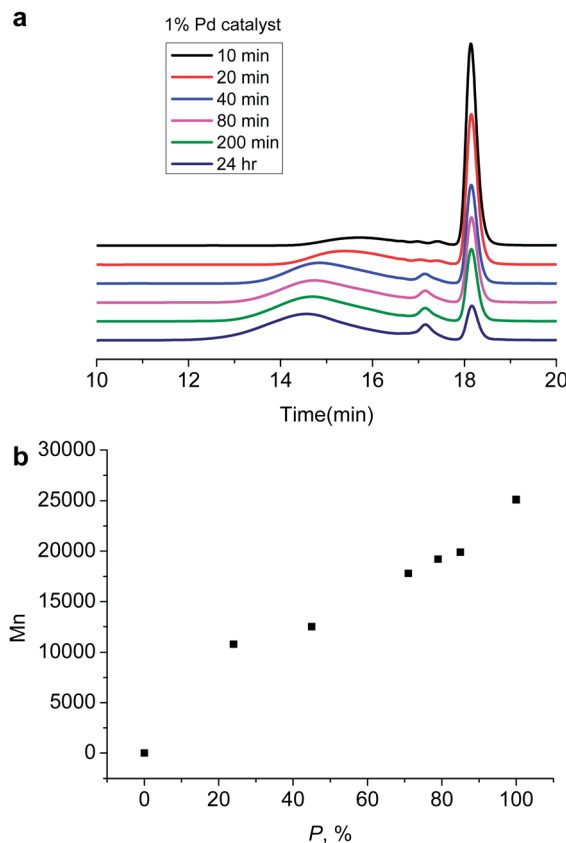 a
1% Pd catalyst
10 min
20 min
40 min
80 min
200 min
24 hr
10 12 14 16 18 20
Time(min)
b
30000
25000
20000
15000
10000
5000
0
Mn
0 20 40 60 80 100
P, %